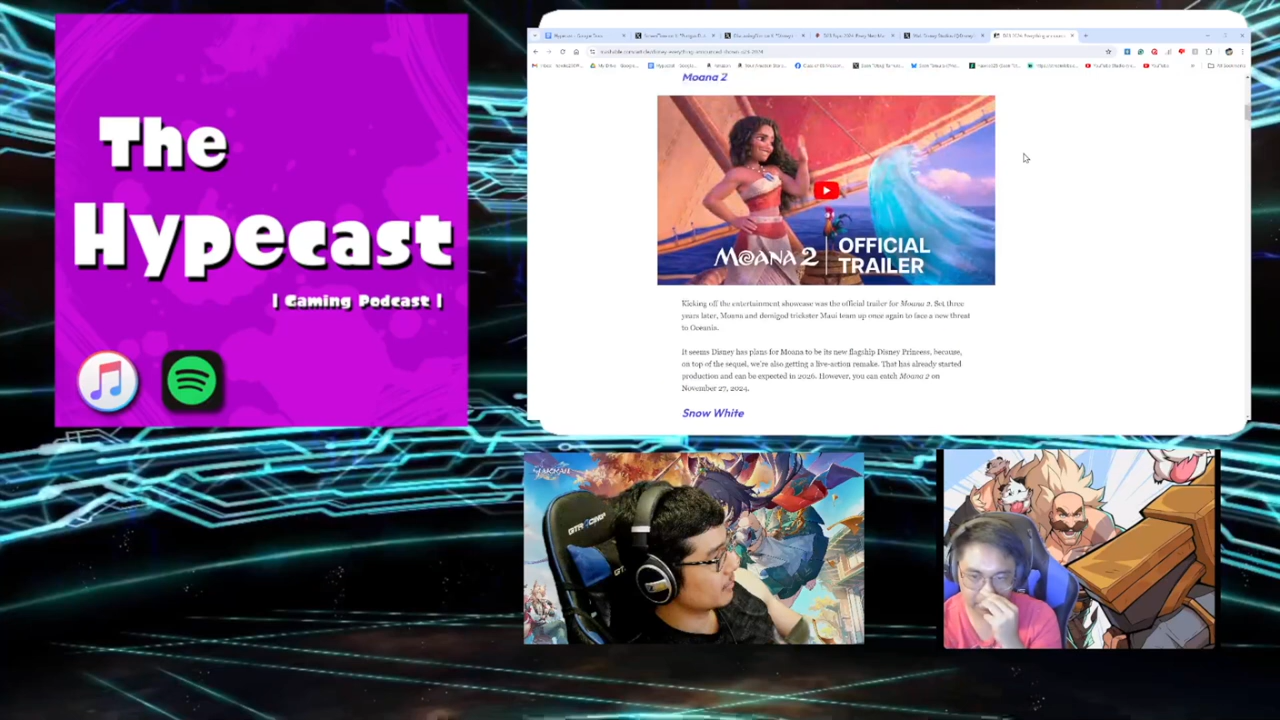 The
Hypecast
| Gaming Podcast |
Moana 2
MOANA 2
OFFICIAL
TRAILER
Kicking off the entertainment showcase was the official trailer for Moana 2. Set three
years later, Moana and demigod trickster Maui team up once again to face a new threat
to Oceania.
It seems Disney has plans for Moana to be its new flagship Disney Princess, because,
on top of the sequel, we're also getting a live-action remake. That has already started
production and can be expected in 2026. However, you can catch Moana 2 on
November 27, 2024.
Snow White
GENSHIN
GTRACING
GT